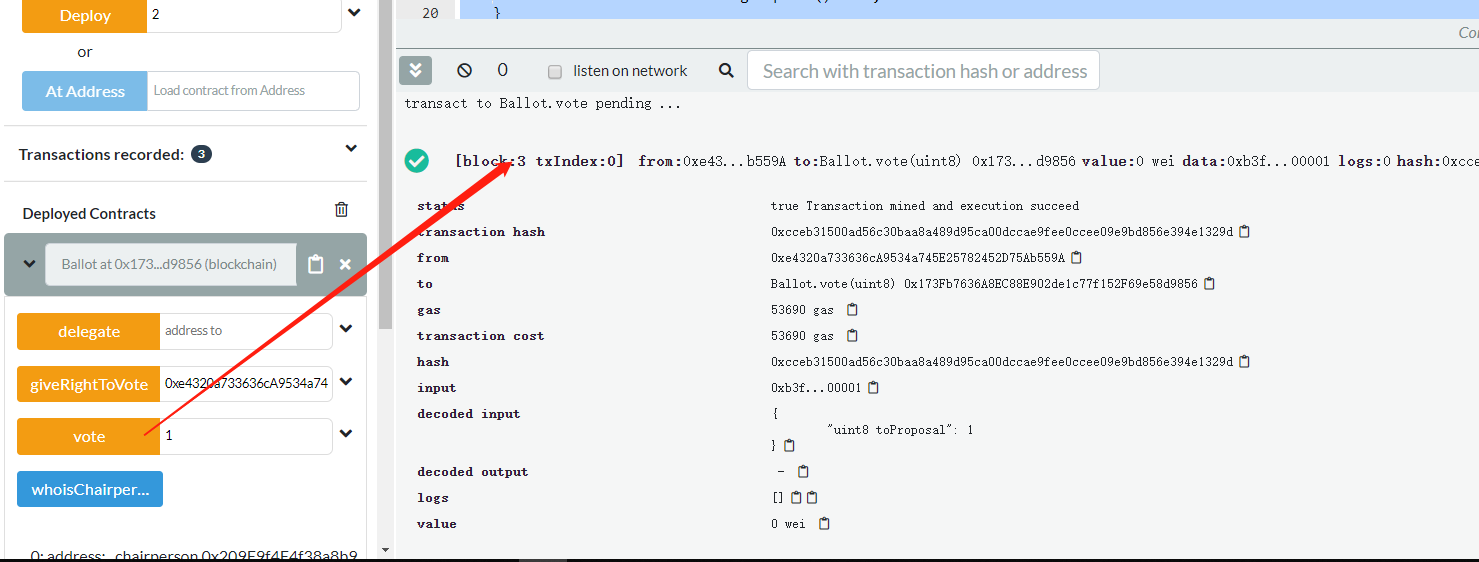 Deploy 2
or
At Address Load contract from Address
Transactions recorded: 3
Deployed Contracts
Ballot at 0x173...d9856 (blockchain)
delegate address to
giveRightToVote 0xe4320a733636cA9534a74
vote 1
whoisChairper...
0: address: chairperson 0x209E9f4F4f38a8b9
20 }
0 listen on network Search with transaction hash or address
transact to Ballot.vote pending ...
[block:3 txIndex:0] from:0xe43...b559A to:Ballot.vote(uint8) 0x173...d9856 value:0 wei data:0xb3f...00001 logs:0 hash:0xcce
status true Transaction mined and execution succeed
transaction hash 0xcceb31500ad56c30baa8a489d95ca00dccae9fee0ccee09e9bd856e394e1329d
from 0xe4320a733636cA9534a745E25782452D75Ab559A
to Ballot.vote(uint8) 0x173Fb7636A8EC88E902de1c77f152F69e58d9856
gas 53690 gas
transaction cost 53690 gas
hash 0xcceb31500ad56c30baa8a489d95ca00dccae9fee0ccee09e9bd856e394e1329d
input 0xb3f...00001
decoded input {
"uint8 toProposal": 1
}
decoded output -
logs []
value 0 wei